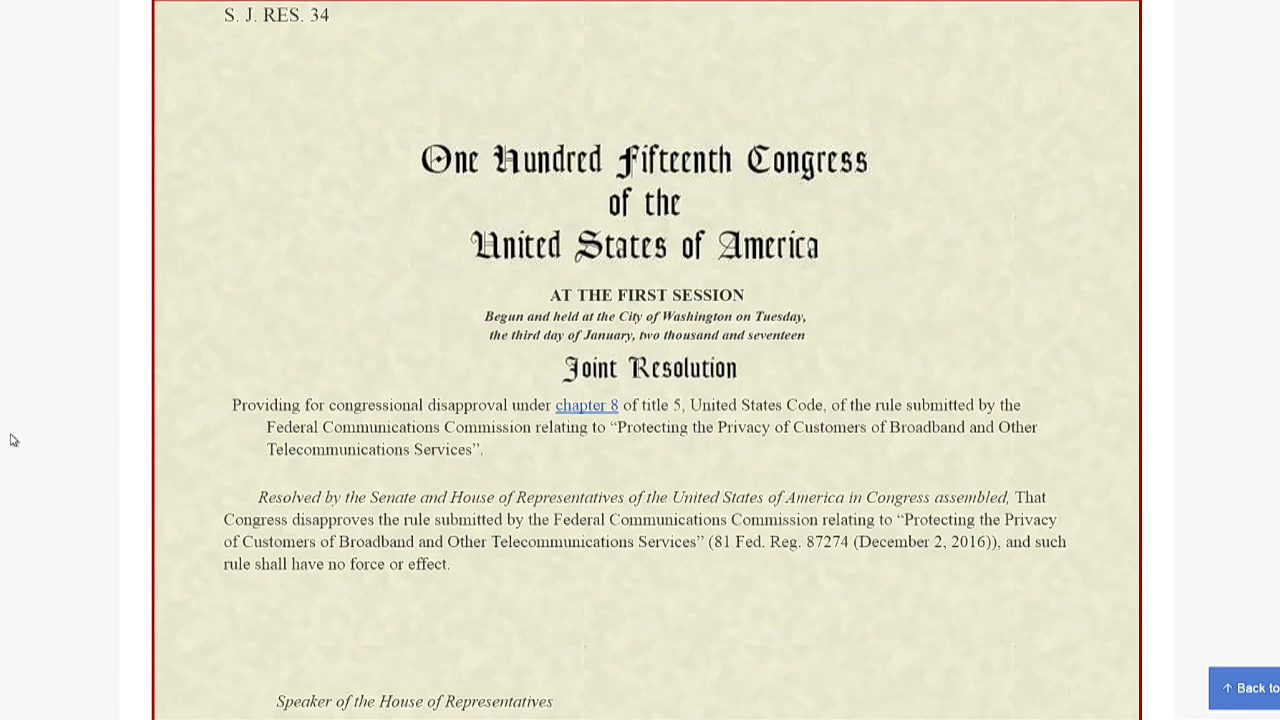 S. J. RES. 34
One Hundred Fifteenth Congress
of the
United States of America
AT THE FIRST SESSION
Begun and held at the City of Washington on Tuesday,
the third day of January, two thousand and seventeen
Joint Resolution
Providing for congressional disapproval under chapter 8 of title 5, United States Code, of the rule submitted by the
Federal Communications Commission relating to “Protecting the Privacy of Customers of Broadband and Other
Telecommunications Services”.
Resolved by the Senate and House of Representatives of the United States of America in Congress assembled, That
Congress disapproves the rule submitted by the Federal Communications Commission relating to “Protecting the Privacy
of Customers of Broadband and Other Telecommunications Services” (81 Fed. Reg. 87274 (December 2, 2016)), and such
rule shall have no force or effect.
↑ Back to
Speaker of the House of Representatives